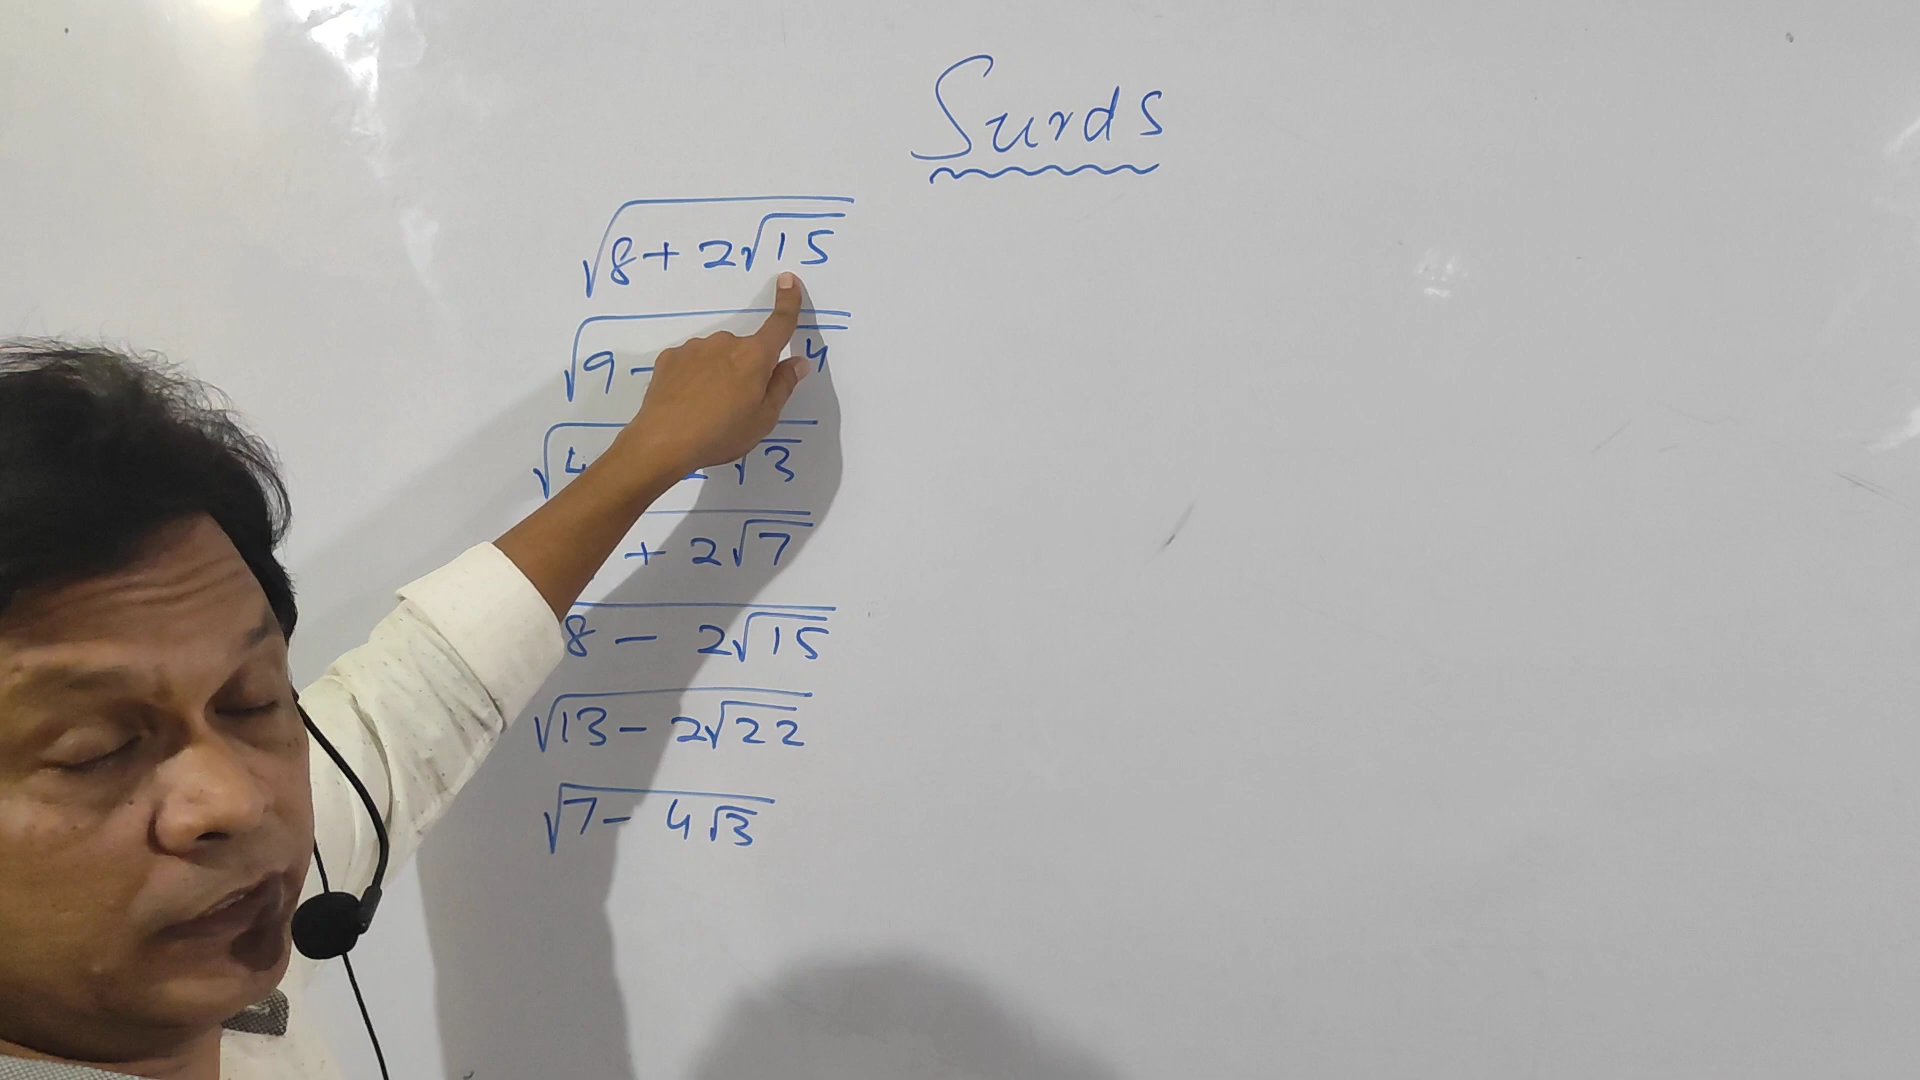 Surds
√(8 + 2√15)
√(9 - 4
√(4 √3
+ 2√7
8 - 2√15
√(13 - 2√22)
√(7 - 4√3)